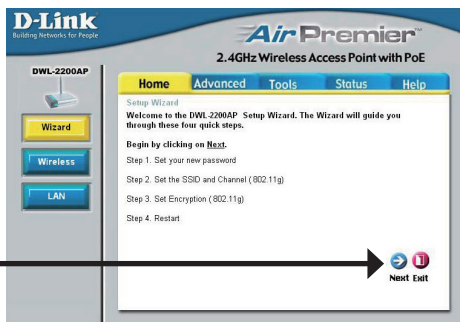 D-Link
Building Networks for People
AirPremier™
2.4GHz Wireless Access Point with PoE
DWL-2200AP
Home Advanced Tools Status Help
Wizard
Wireless
LAN
Setup Wizard
Welcome to the DWL-2200AP Setup Wizard. The Wizard will guide you
through these four quick steps.
Begin by clicking on Next.
Step 1. Set your new password
Step 2. Set the SSID and Channel (802.11g)
Step 3. Set Encryption (802.11g)
Step 4. Restart
Next Exit